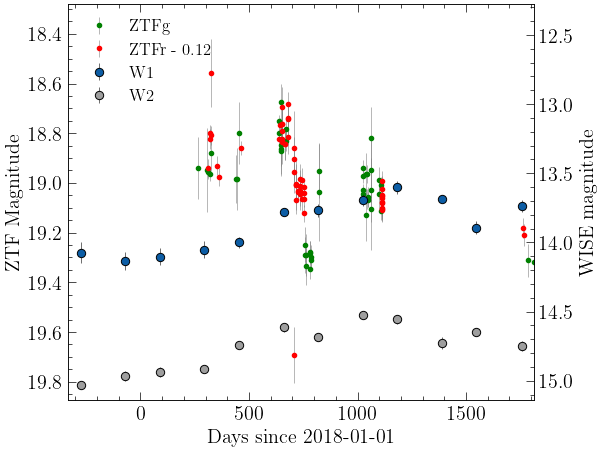 ZTFg
ZTFr - 0.12
W1
W2
18.4
18.6
18.8
19.0
19.2
19.4
19.6
19.8
ZTF Magnitude
12.5
13.0
13.5
14.0
14.5
15.0
WISE magnitude
0
500
1000
1500
Days since 2018-01-01